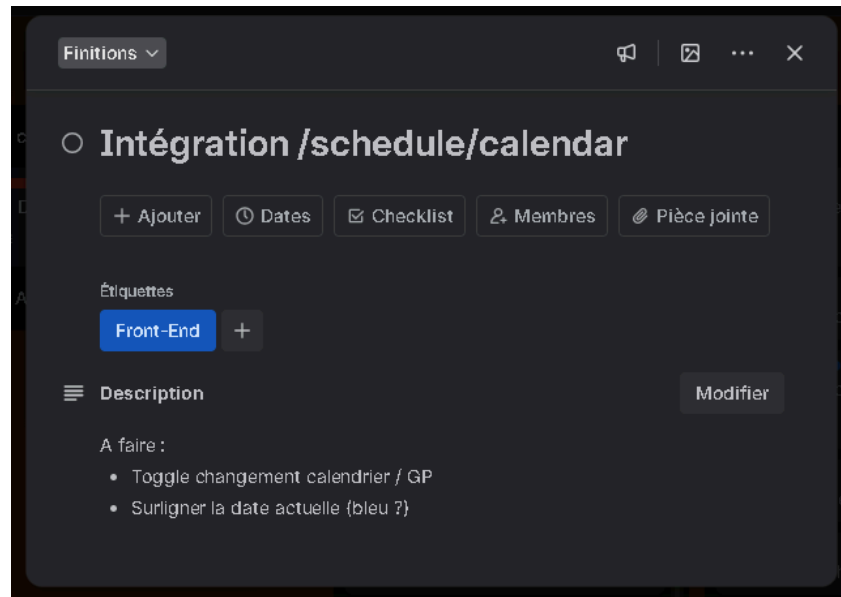 Finitions
Intégration /schedule/calendar
+ Ajouter
Dates
Checklist
Membres
Pièce jointe
Étiquettes
Front-End
+
Description
Modifier
A faire :
• Toggle changement calendrier / GP
• Surligner la date actuelle (bleu ?)